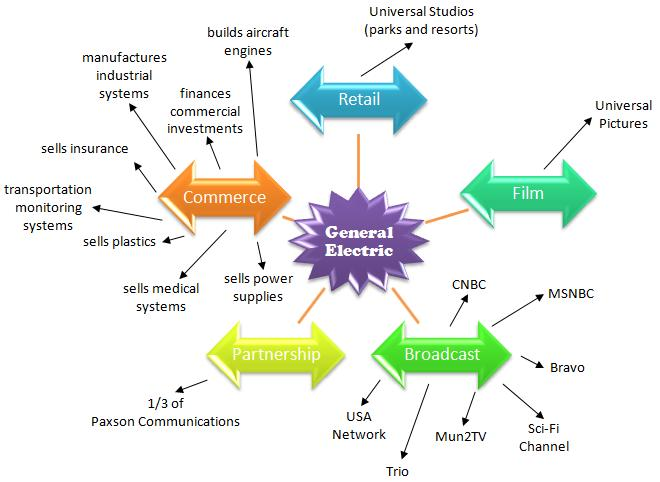 Universal Studios
(parks and resorts)
builds aircraft
engines
manufactures
industrial
systems
finances
commercial
investments
Retail
Universal
Pictures
sells insurance
Commerce
Film
transportation
monitoring
systems
General
Electric
sells plastics
sells medical
systems
sells power
supplies
CNBC
MSNBC
Partnership
Broadcast
Bravo
1/3 of
Paxson Communications
USA
Network
Mun2TV
Sci-Fi
Channel
Trio